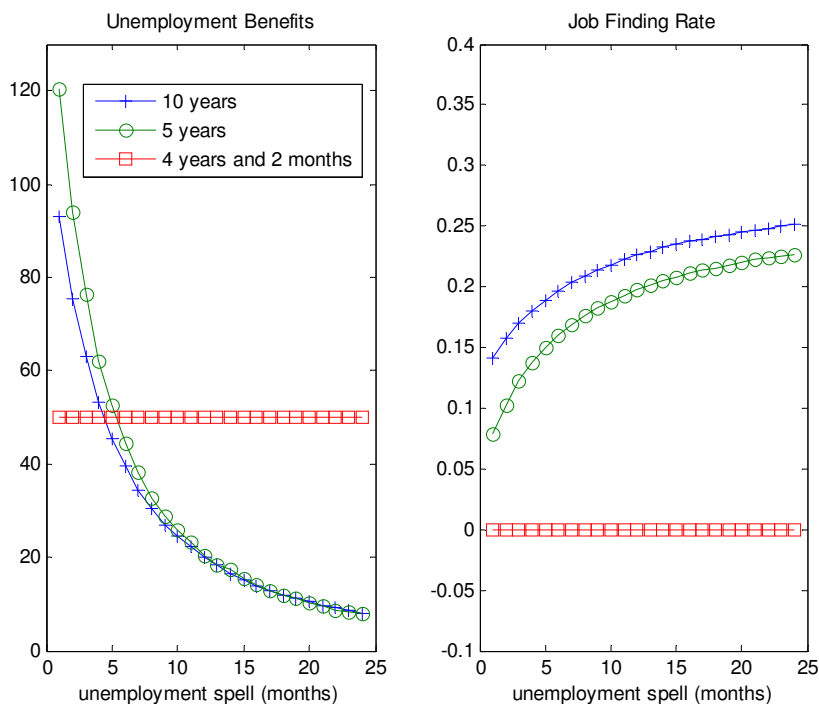 Unemployment Benefits
120
100
80
60
40
20
0
10 years
5 years
4 years and 2 months
0 5 10 15 20 25
unemployment spell (months)
Job Finding Rate
0.4
0.35
0.3
0.25
0.2
0.15
0.1
0.05
0
-0.05
-0.1
0 5 10 15 20 25
unemployment spell (months)